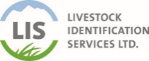 LIS
LIVESTOCK
IDENTIFICATION
SERVICES LTD.